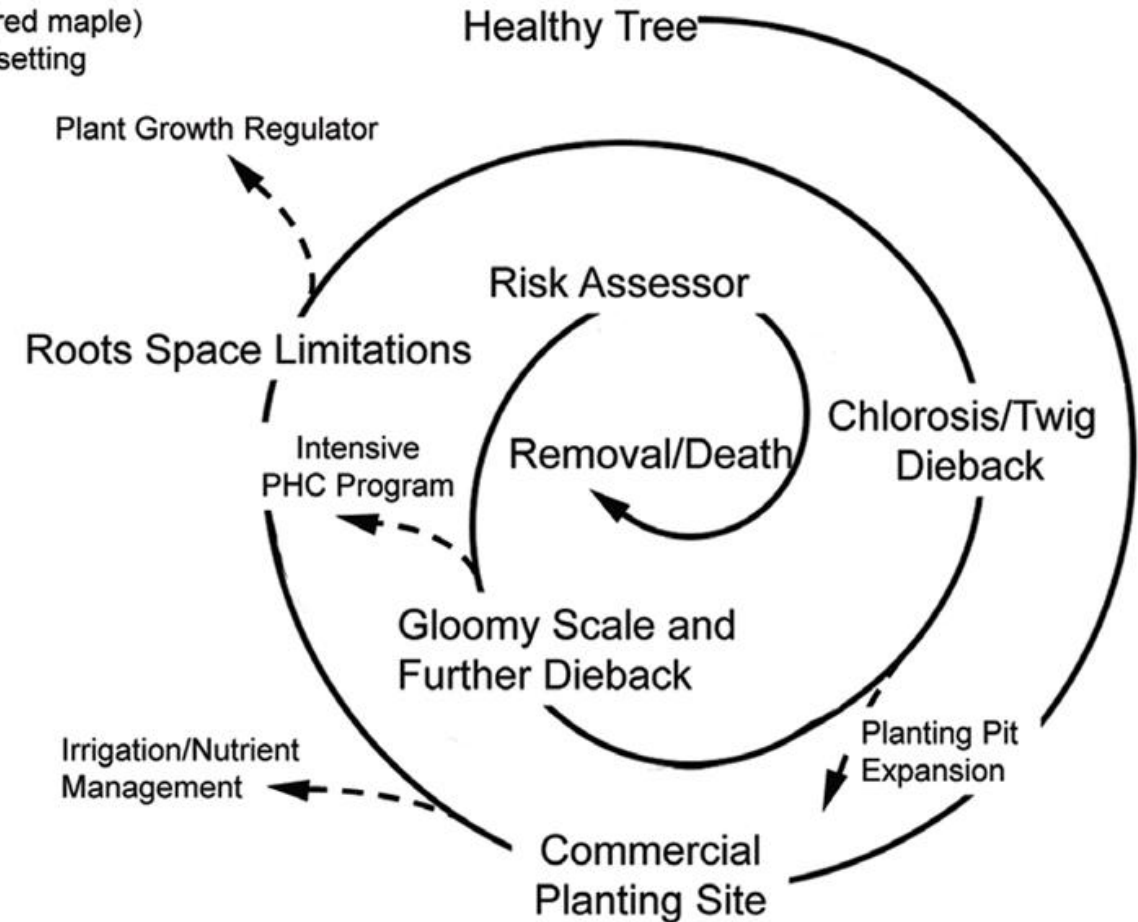 red maple)
setting
Healthy Tree
Plant Growth Regulator
Risk Assessor
Roots Space Limitations
Chlorosis/Twig
Dieback
Intensive
PHC Program
Removal/Death
Gloomy Scale and
Further Dieback
Irrigation/Nutrient
Management
Planting Pit
Expansion
Commercial
Planting Site